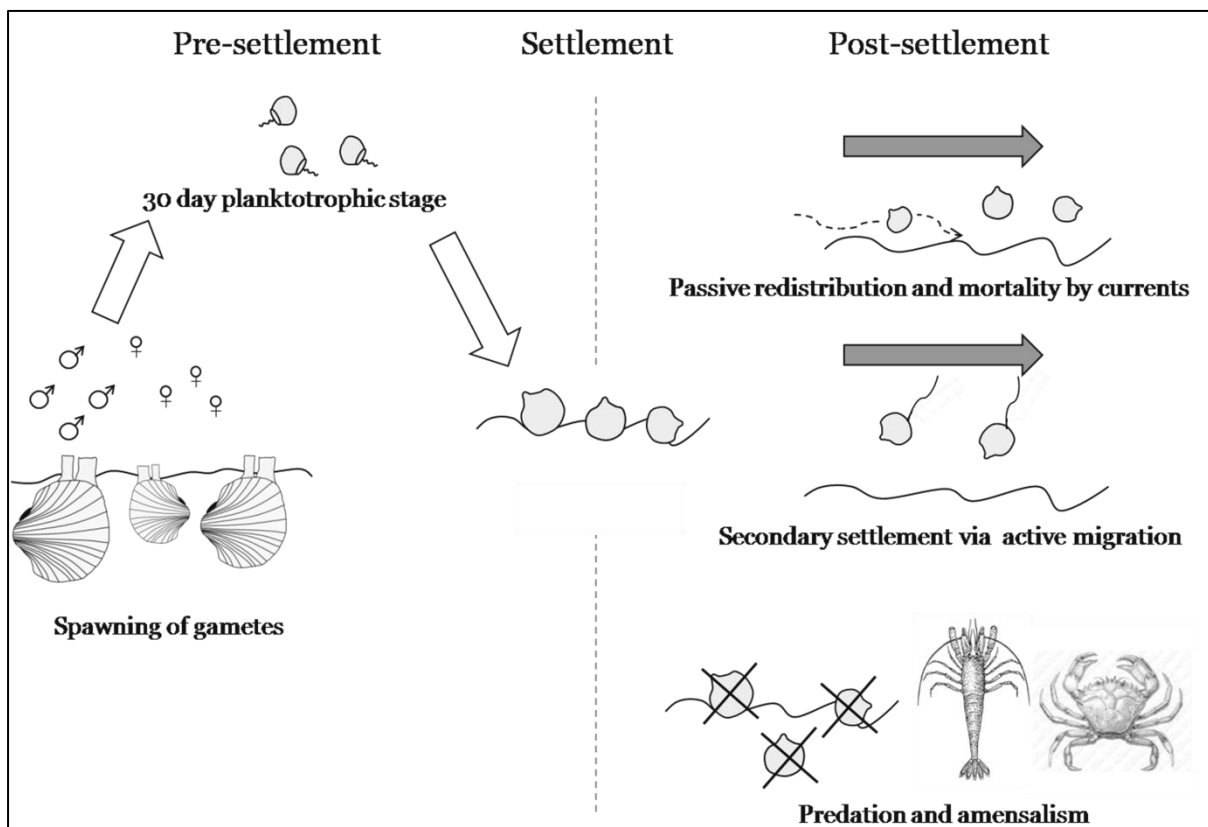 Pre-settlement
Settlement
Post-settlement
30 day planktotrophic stage
Passive redistribution and mortality by currents
Secondary settlement via active migration
Spawning of gametes
Predation and amensalism